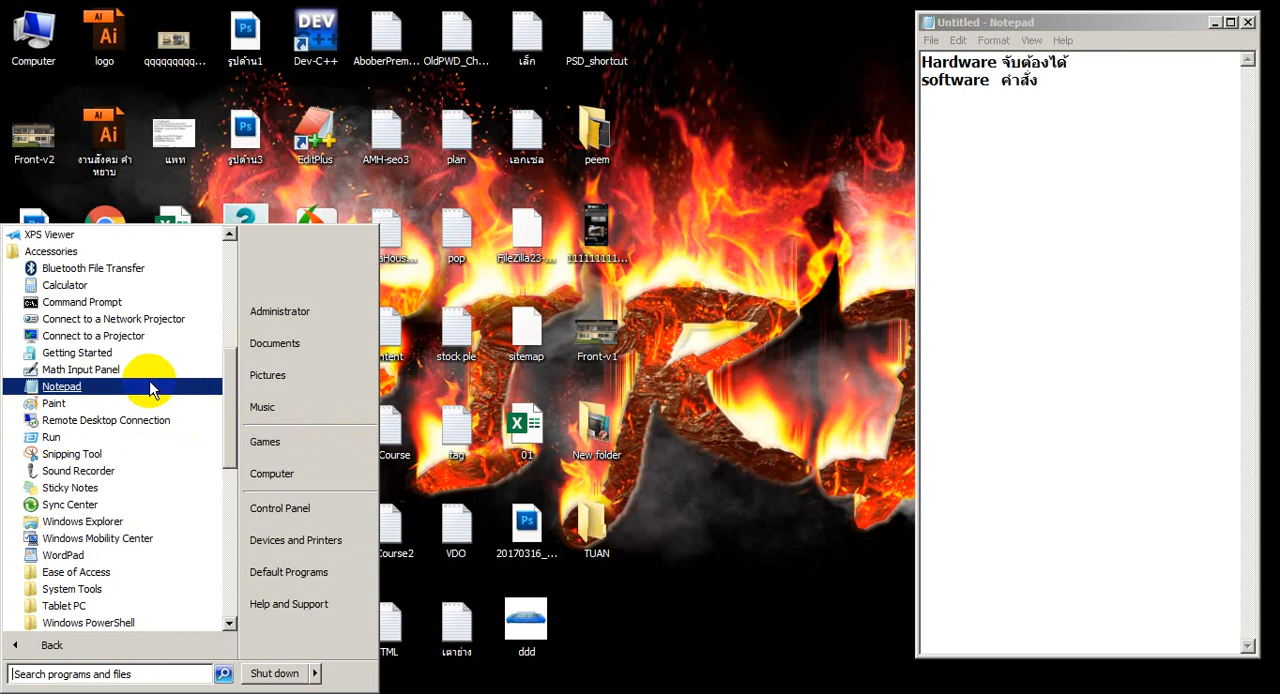 Computer
logo
qqqqqqqqq...
รูปด้าน1
Dev-C++
AboberPrem...
OldPWD_Ch...
เล็ก
PSD_shortcut
Front-v2
งานสังคม คำหยาบ
แพท
รูปด้าน3
EditPlus
AMH-seo3
plan
เอกเซล
peem
pop
FileZilla23-...
111111111...
stock ple
sitemap
Front-v1
Course
tag
01
New folder
Course2
VDO
20170316_...
TUAN
เตาย่าง
ddd
XPS Viewer
Accessories
Bluetooth File Transfer
Calculator
Command Prompt
Connect to a Network Projector
Connect to a Projector
Getting Started
Math Input Panel
Notepad
Paint
Remote Desktop Connection
Run
Snipping Tool
Sound Recorder
Sticky Notes
Sync Center
Windows Explorer
Windows Mobility Center
WordPad
Ease of Access
System Tools
Tablet PC
Windows PowerShell
Back
Search programs and files
Administrator
Documents
Pictures
Music
Games
Computer
Control Panel
Devices and Printers
Default Programs
Help and Support
Shut down
Untitled - Notepad
File Edit Format View Help
Hardware จับต้องได้
software คำสั่ง